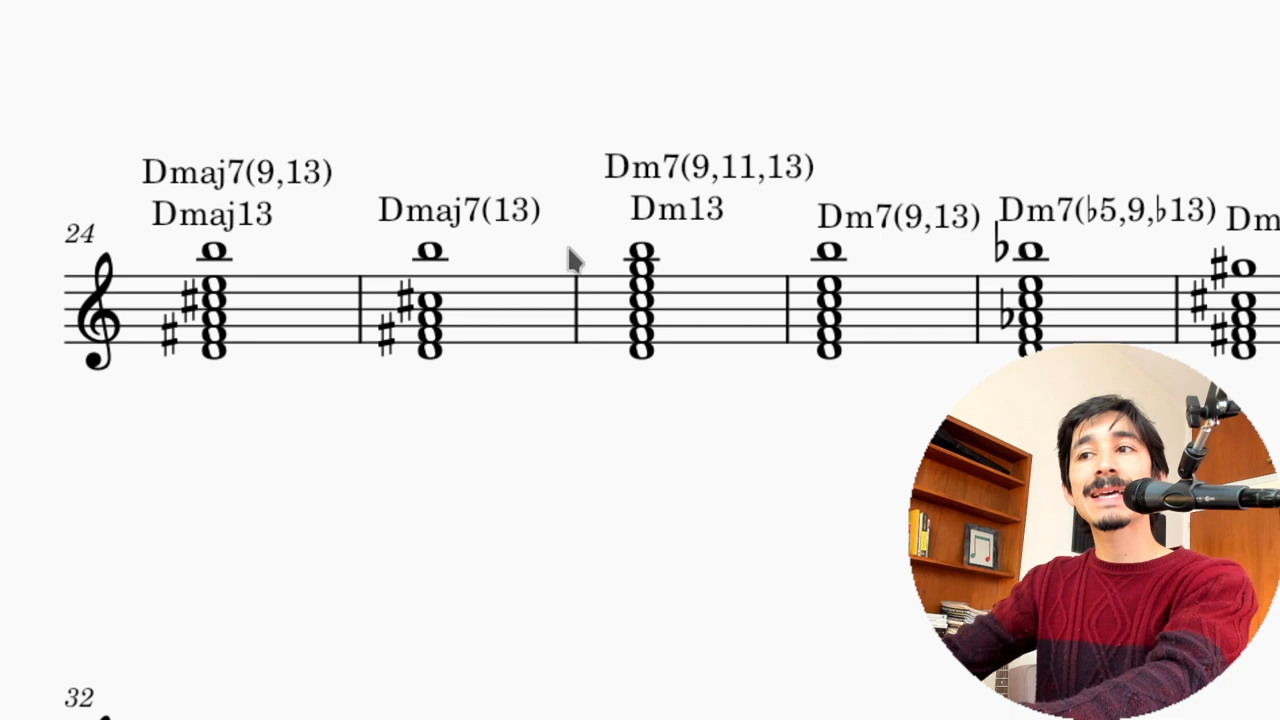 Dmaj7(9,13)
Dmaj13
Dmaj7(13)
Dm7(9,11,13)
Dm13
Dm7(9,13)
Dm7(♭5,9,♭13)
24
32